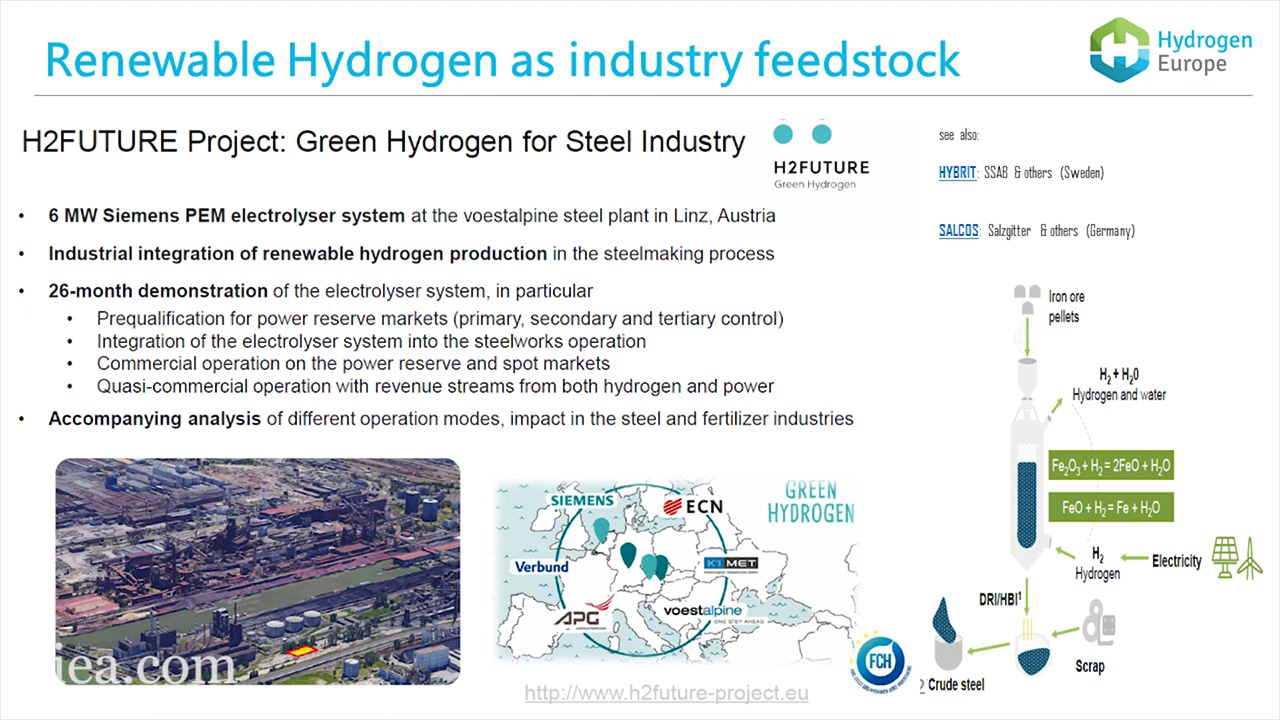 Renewable Hydrogen as industry feedstock
Hydrogen
Europe
H2FUTURE Project: Green Hydrogen for Steel Industry
H2FUTURE
Green Hydrogen
see also:
HYBRIT: SSAB & others (Sweden)
SALCOS: Salzgitter & others (Germany)
• 6 MW Siemens PEM electrolyser system at the voestalpine steel plant in Linz, Austria
• Industrial integration of renewable hydrogen production in the steelmaking process
• 26-month demonstration of the electrolyser system, in particular
• Prequalification for power reserve markets (primary, secondary and tertiary control)
• Integration of the electrolyser system into the steelworks operation
• Commercial operation on the power reserve and spot markets
• Quasi-commercial operation with revenue streams from both hydrogen and power
• Accompanying analysis of different operation modes, impact in the steel and fertilizer industries
iea.com
SIEMENS
ECN
GREEN
HYDROGEN
Verbund
K1 MET
APG
voestalpine
ONE STEP AHEAD.
FCH
http://www.h2future-project.eu
Iron ore
pellets
H₂ + H₂O
Hydrogen and water
Fe₂O₃ + H₂ = 2FeO + H₂O
FeO + H₂ = Fe + H₂O
H₂
Hydrogen
Electricity
DRI/HBI¹
Scrap
2 Crude steel